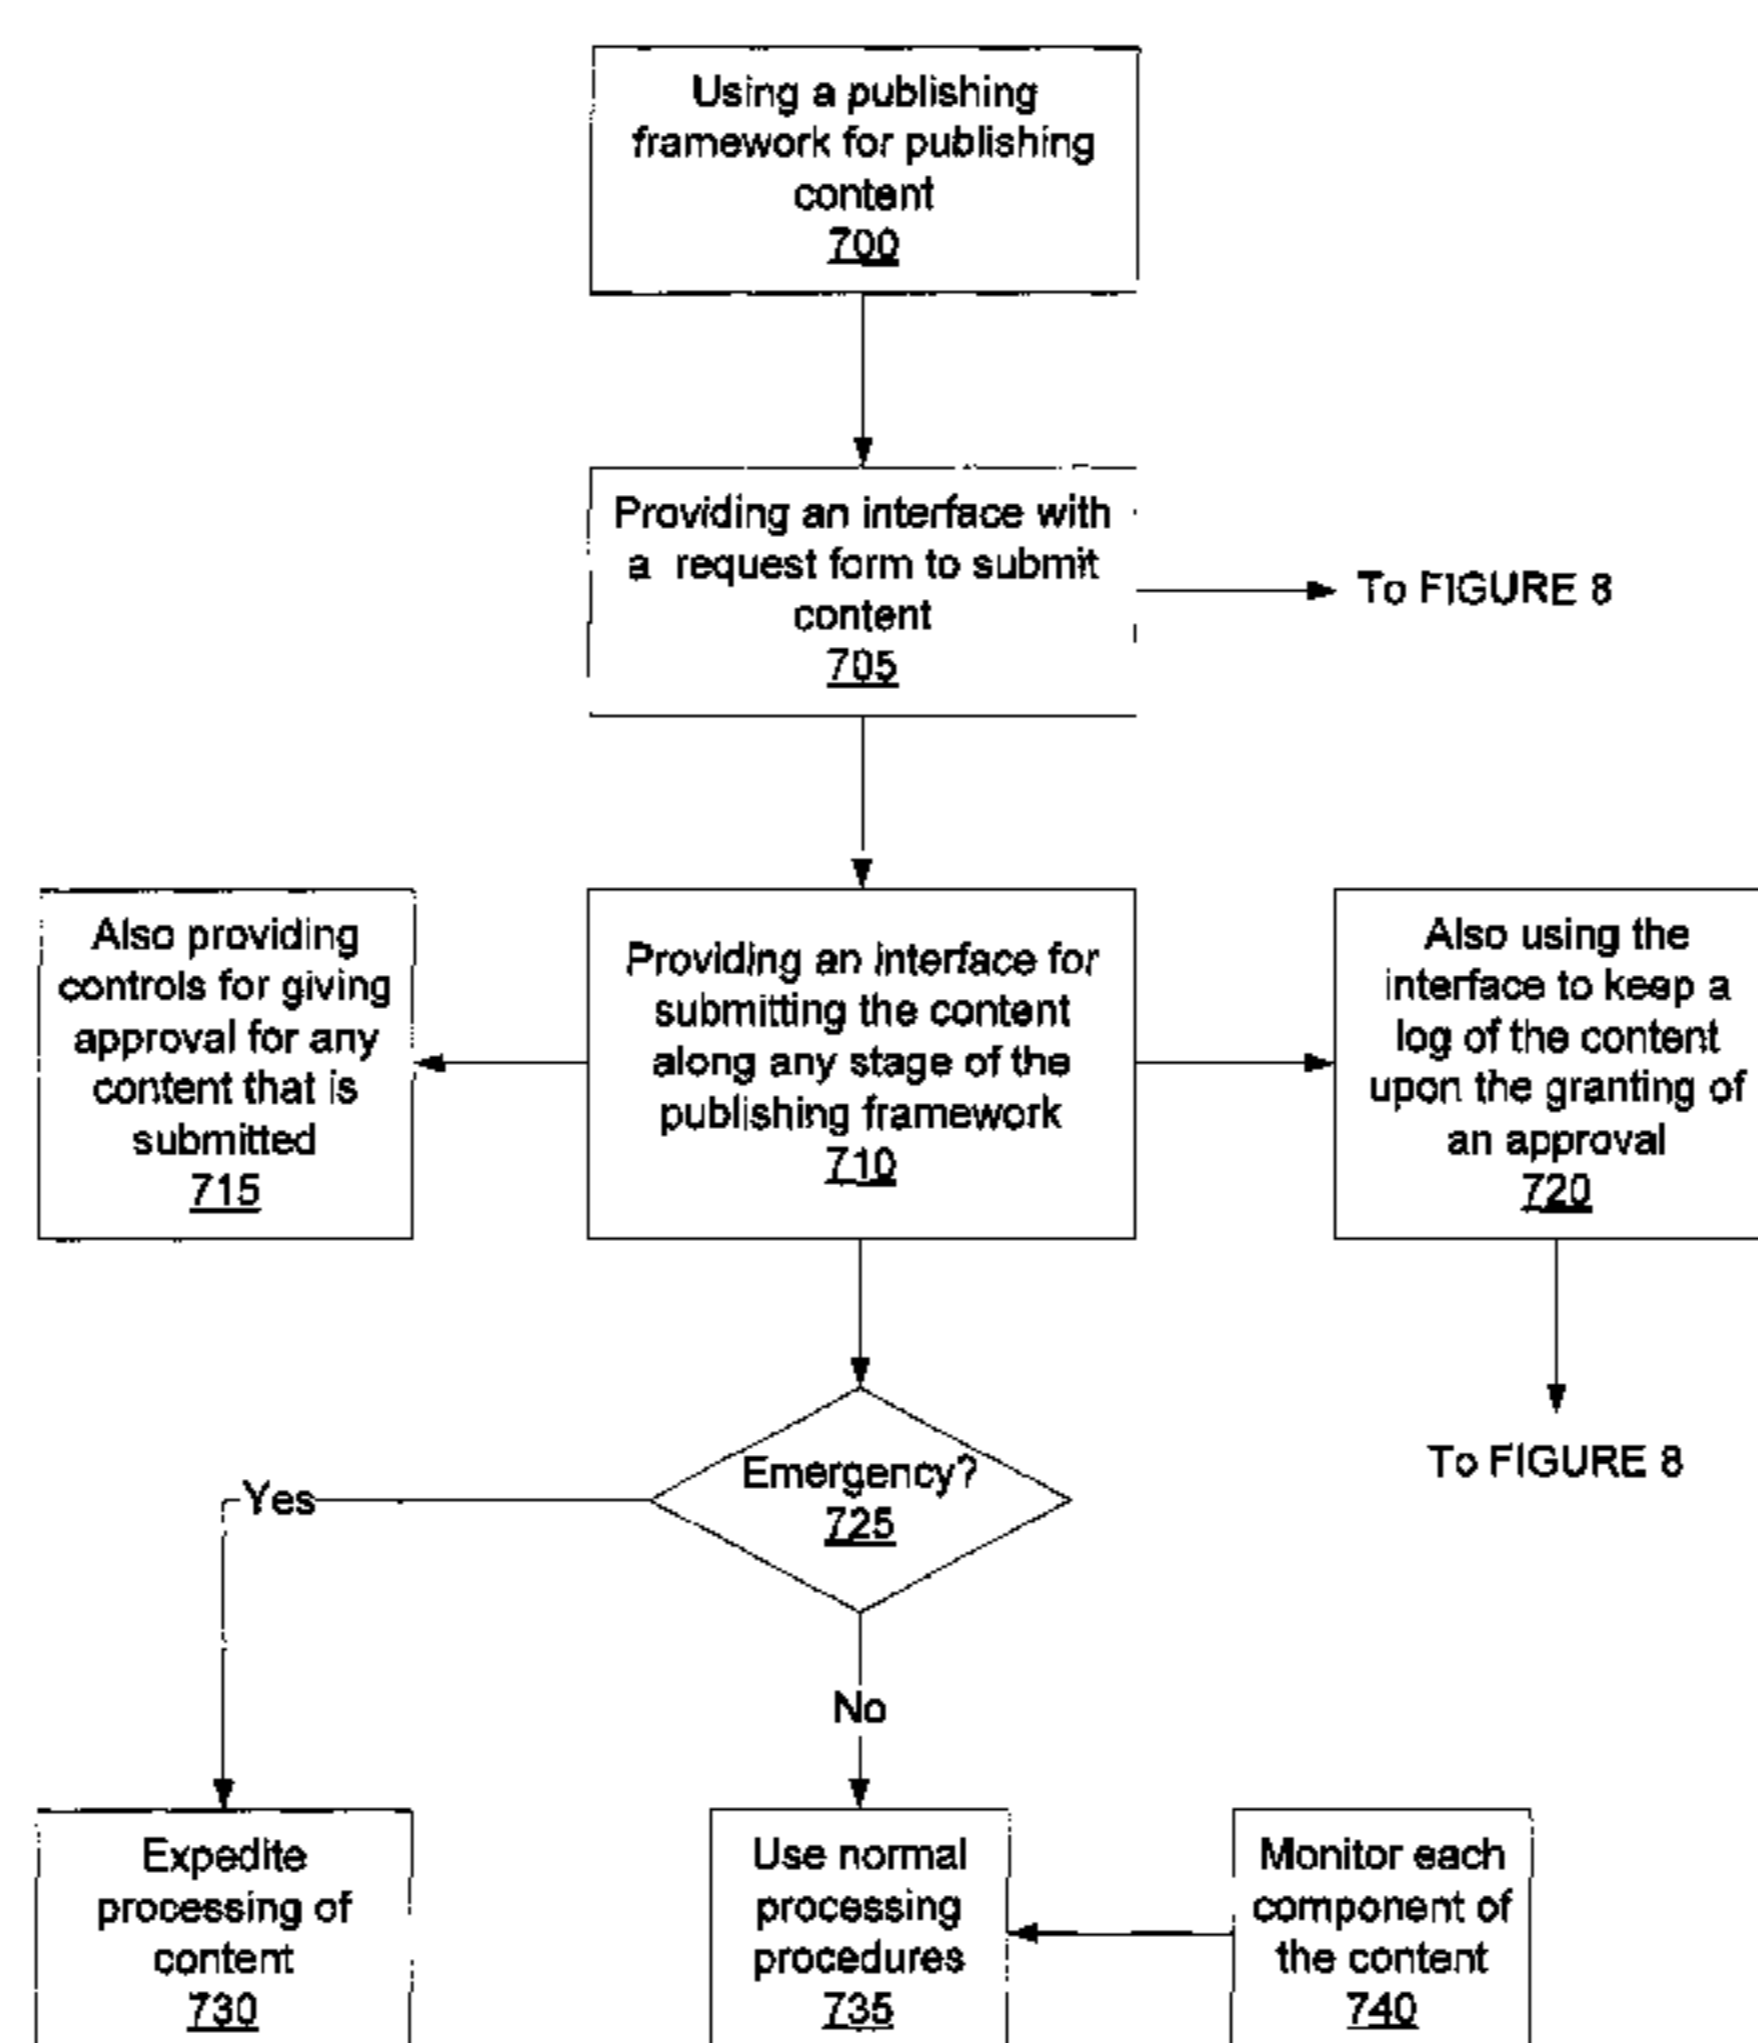 Using a publishing
framework for publishing
content
700
Providing an interface with
a request form to submit
content
705
To FIGURE 8
Also providing
controls for giving
approval for any
content that is
submitted
715
Providing an interface for
submitting the content
along any stage of the
publishing framework
710
Also using the
interface to keep a
log of the content
upon the granting of
an approval
720
To FIGURE 8
Emergency?
725
Yes
No
Expedite
processing of
content
730
Use normal
processing
procedures
735
Monitor each
component of
the content
740